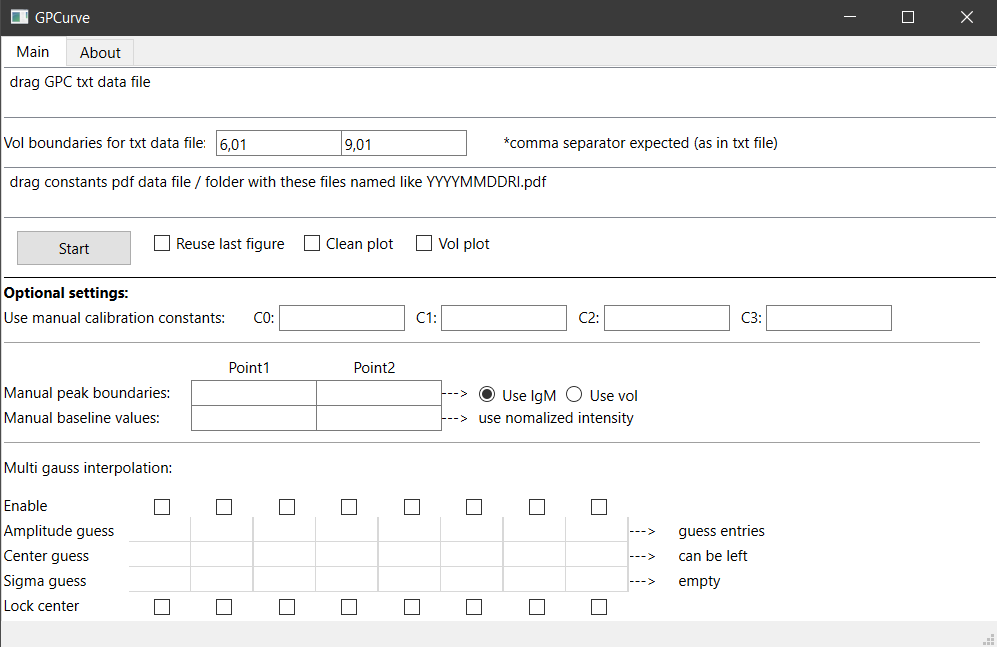 GPCurve
Main About
drag GPC txt data file
Vol boundaries for txt data file: 6,01 9,01 *comma separator expected (as in txt file)
drag constants pdf data file / folder with these files named like YYYYMMDDRI.pdf
Start Reuse last figure Clean plot Vol plot
Optional settings:
Use manual calibration constants: C0: C1: C2: C3:
Point1 Point2
Manual peak boundaries: ---> Use lgM Use vol
Manual baseline values: ---> use nomalized intensity
Multi gauss interpolation:
Enable
Amplitude guess ---> guess entries
Center guess ---> can be left
Sigma guess ---> empty
Lock center